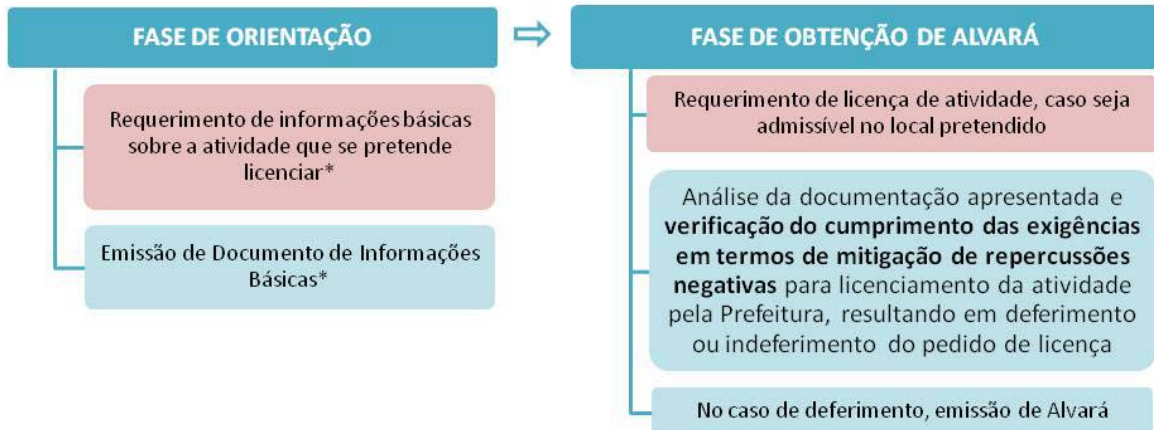 FASE DE ORIENTAÇÃO
Requerimento de informações básicas
sobre a atividade que se pretende
licenciar*
Emissão de Documento de Informações
Básicas*
⇨
FASE DE OBTENÇÃO DE ALVARÁ
Requerimento de licença de atividade, caso seja
admissível no local pretendido
Análise da documentação apresentada e
verificação do cumprimento das exigências
em termos de mitigação de repercussões
negativas para licenciamento da atividade
pela Prefeitura, resultando em deferimento
ou indeferimento do pedido de licença
No caso de deferimento, emissão de Alvará